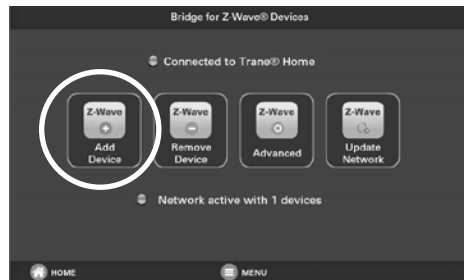 Bridge for Z-Wave® Devices
Connected to Trane® Home
Z-Wave Z-Wave Z-Wave Z-Wave
Add Device
Remove Device
Advanced
Update Network
Network active with 1 devices
HOME MENU